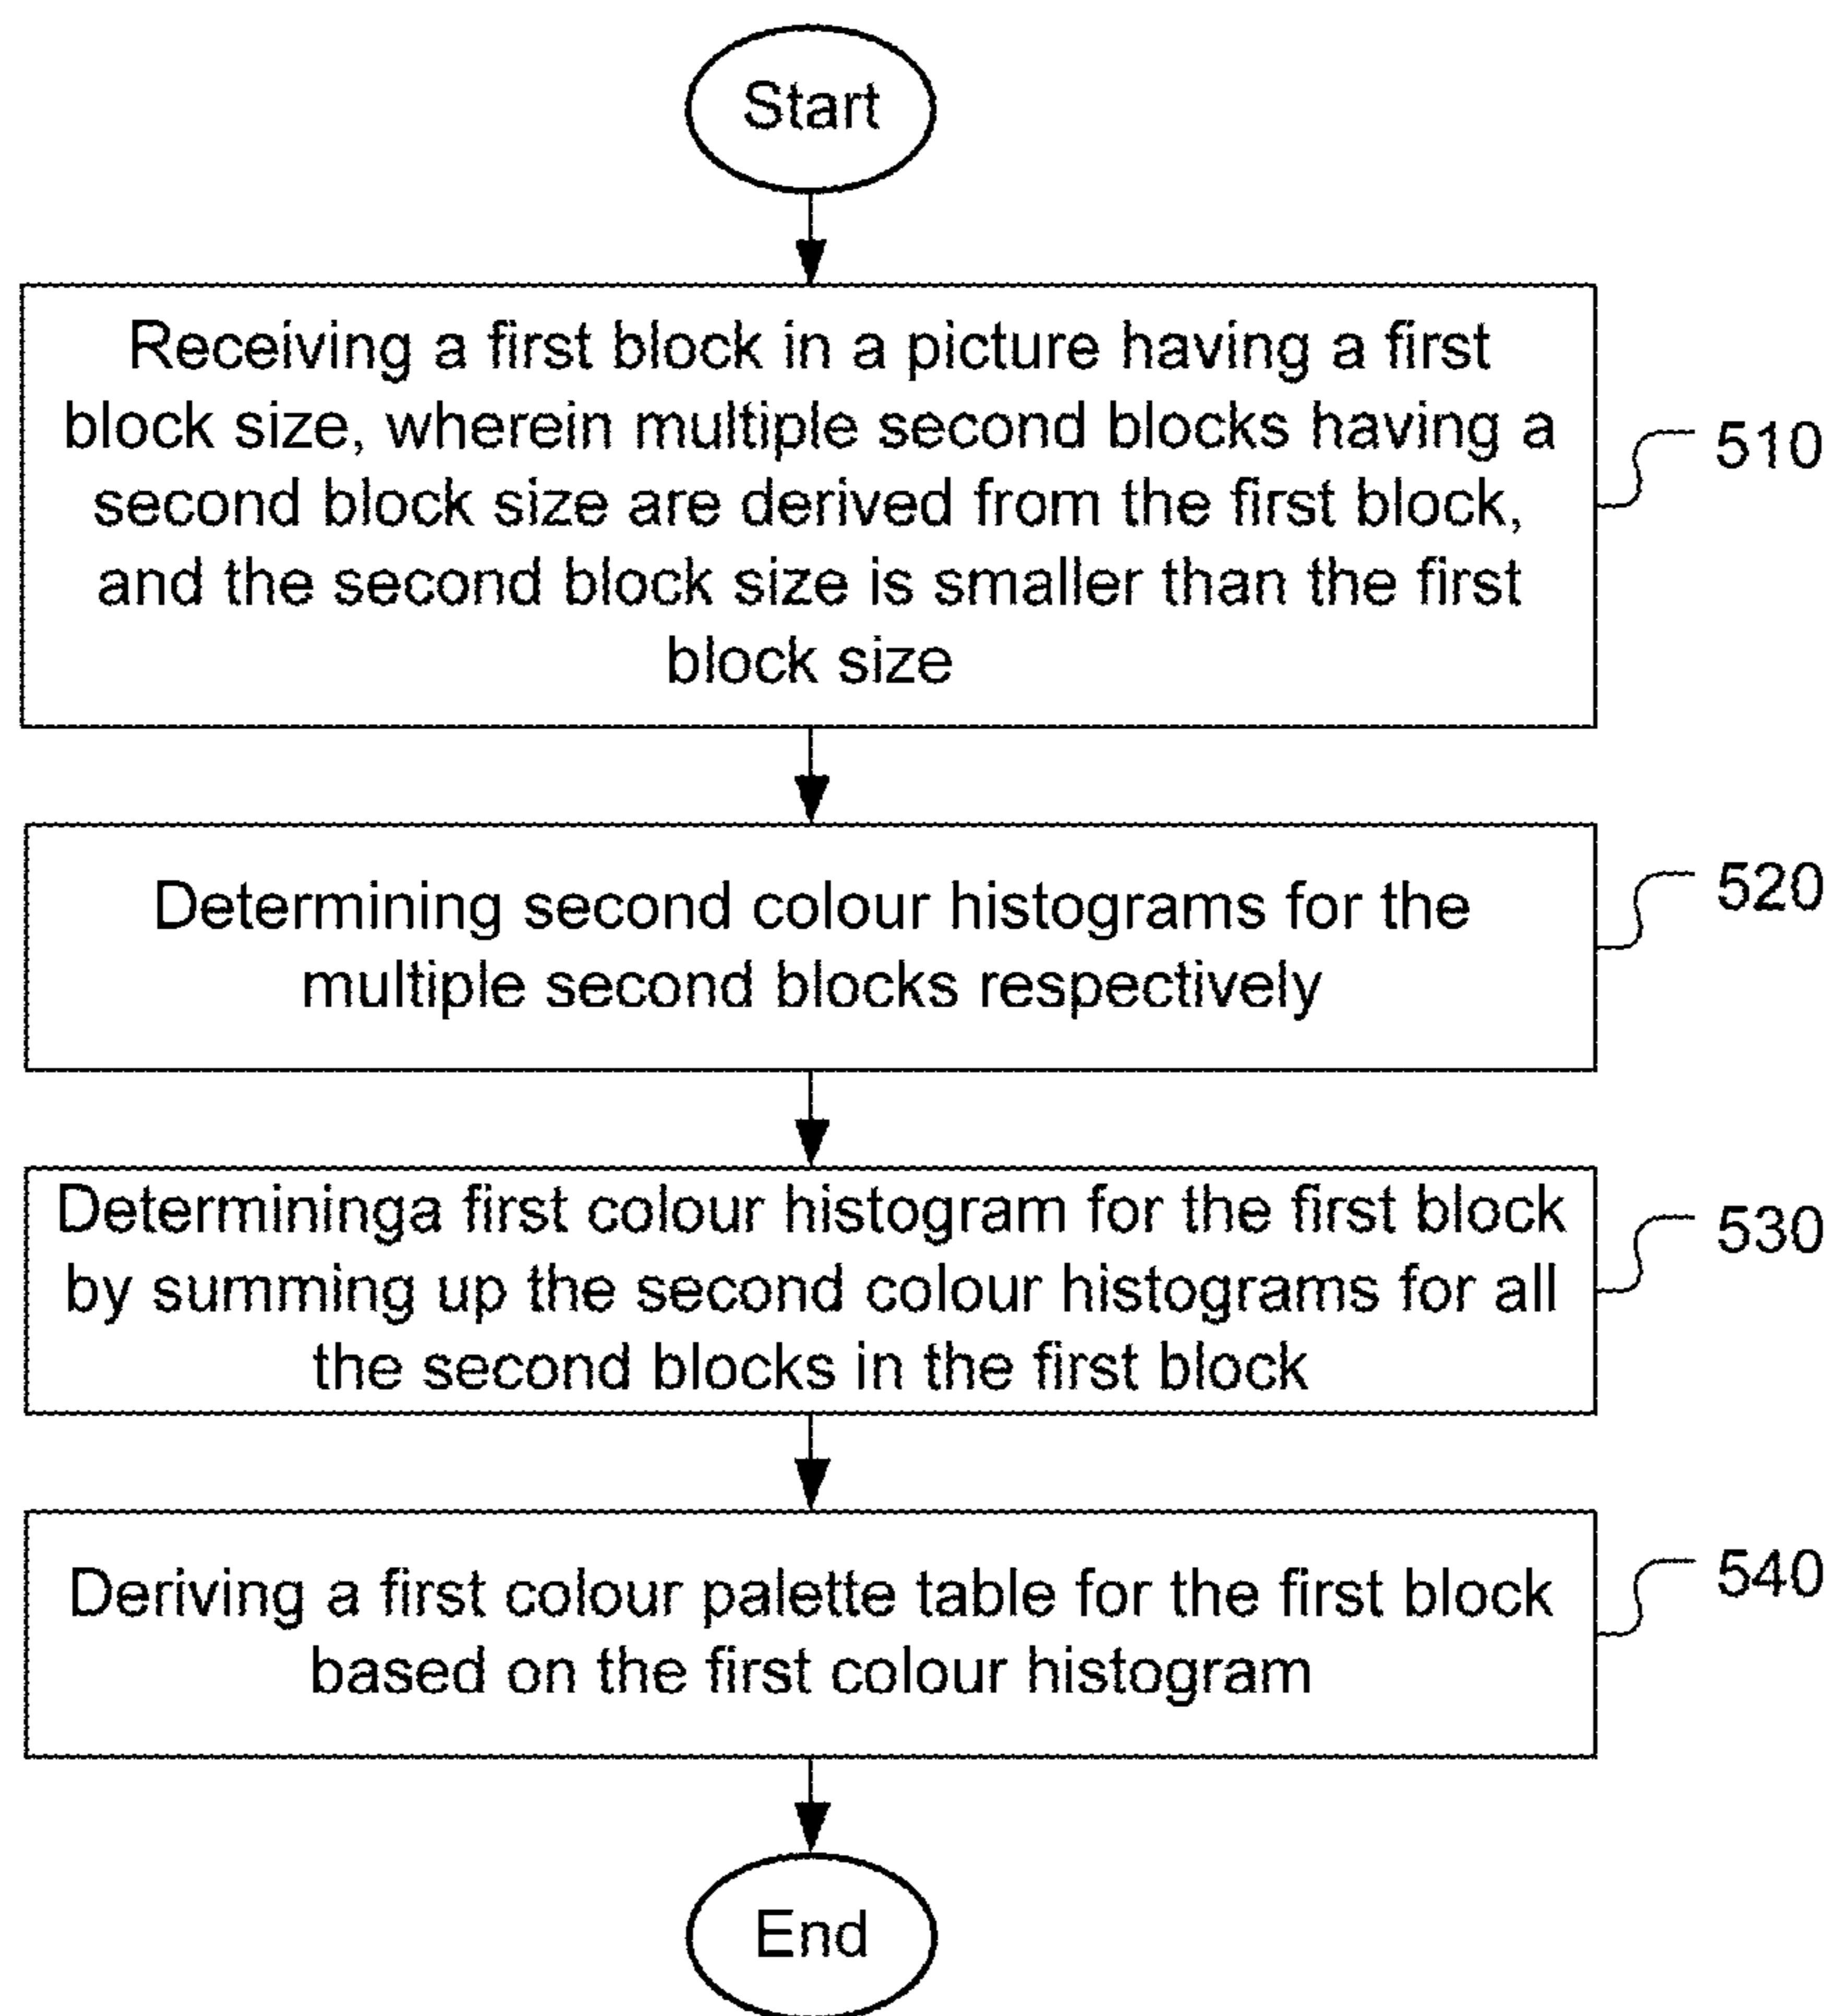 Start
Receiving a first block in a picture having a first
block size, wherein multiple second blocks having a
second block size are derived from the first block,
and the second block size is smaller than the first
block size
510
Determining second colour histograms for the
multiple second blocks respectively
520
Determininga first colour histogram for the first block
by summing up the second colour histograms for all
the second blocks in the first block
530
Deriving a first colour palette table for the first block
based on the first colour histogram
540
End